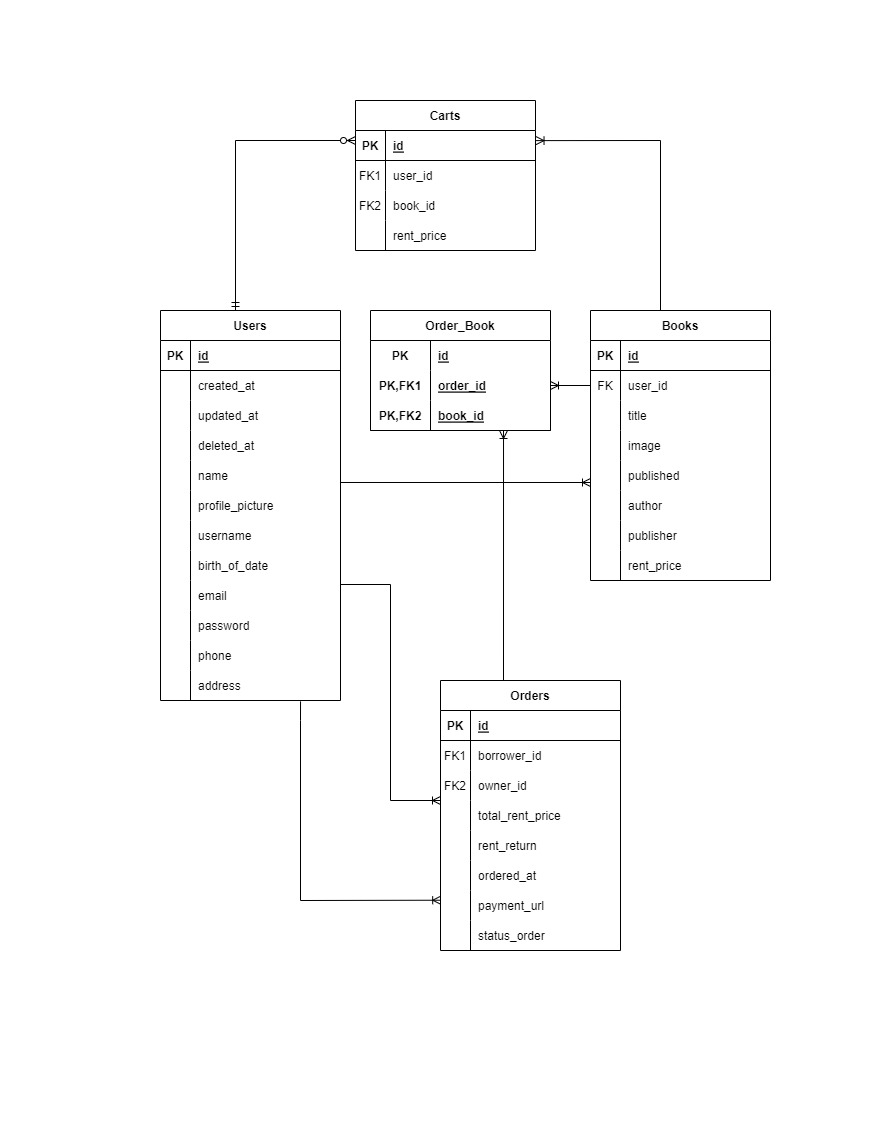 Carts
PK id
FK1 user_id
FK2 book_id
rent_price
Users
PK id
created_at
updated_at
deleted_at
name
profile_picture
username
birth_of_date
email
password
phone
address
Order_Book
PK id
PK,FK1 order_id
PK,FK2 book_id
Books
PK id
FK user_id
title
image
published
author
publisher
rent_price
Orders
PK id
FK1 borrower_id
FK2 owner_id
total_rent_price
rent_return
ordered_at
payment_url
status_order